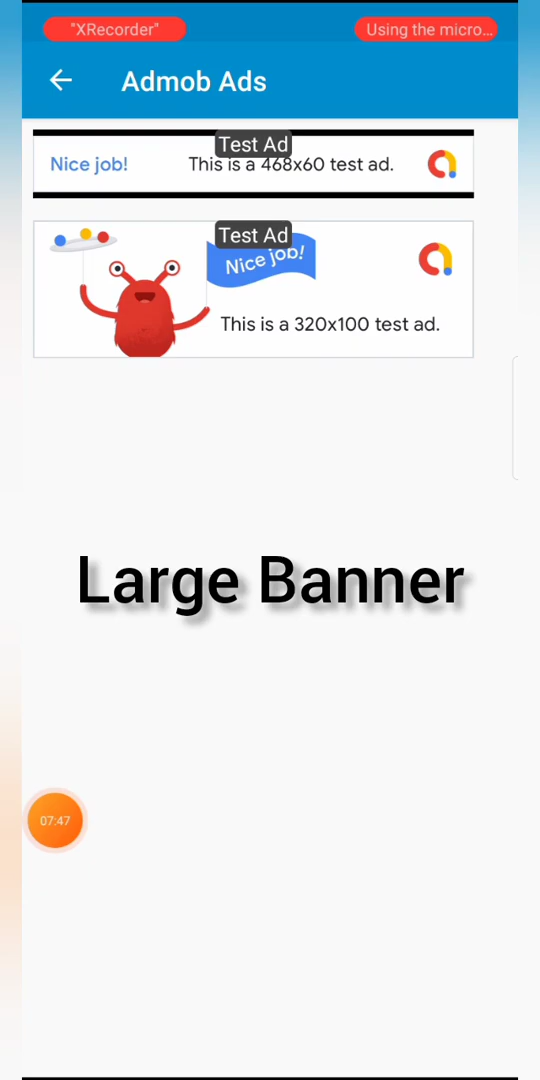 "XRecorder"
Using the micro...
Admob Ads
Test Ad
Nice job!
This is a 468x60 test ad.
Test Ad
Nice job!
This is a 320x100 test ad.
Large Banner
07:47